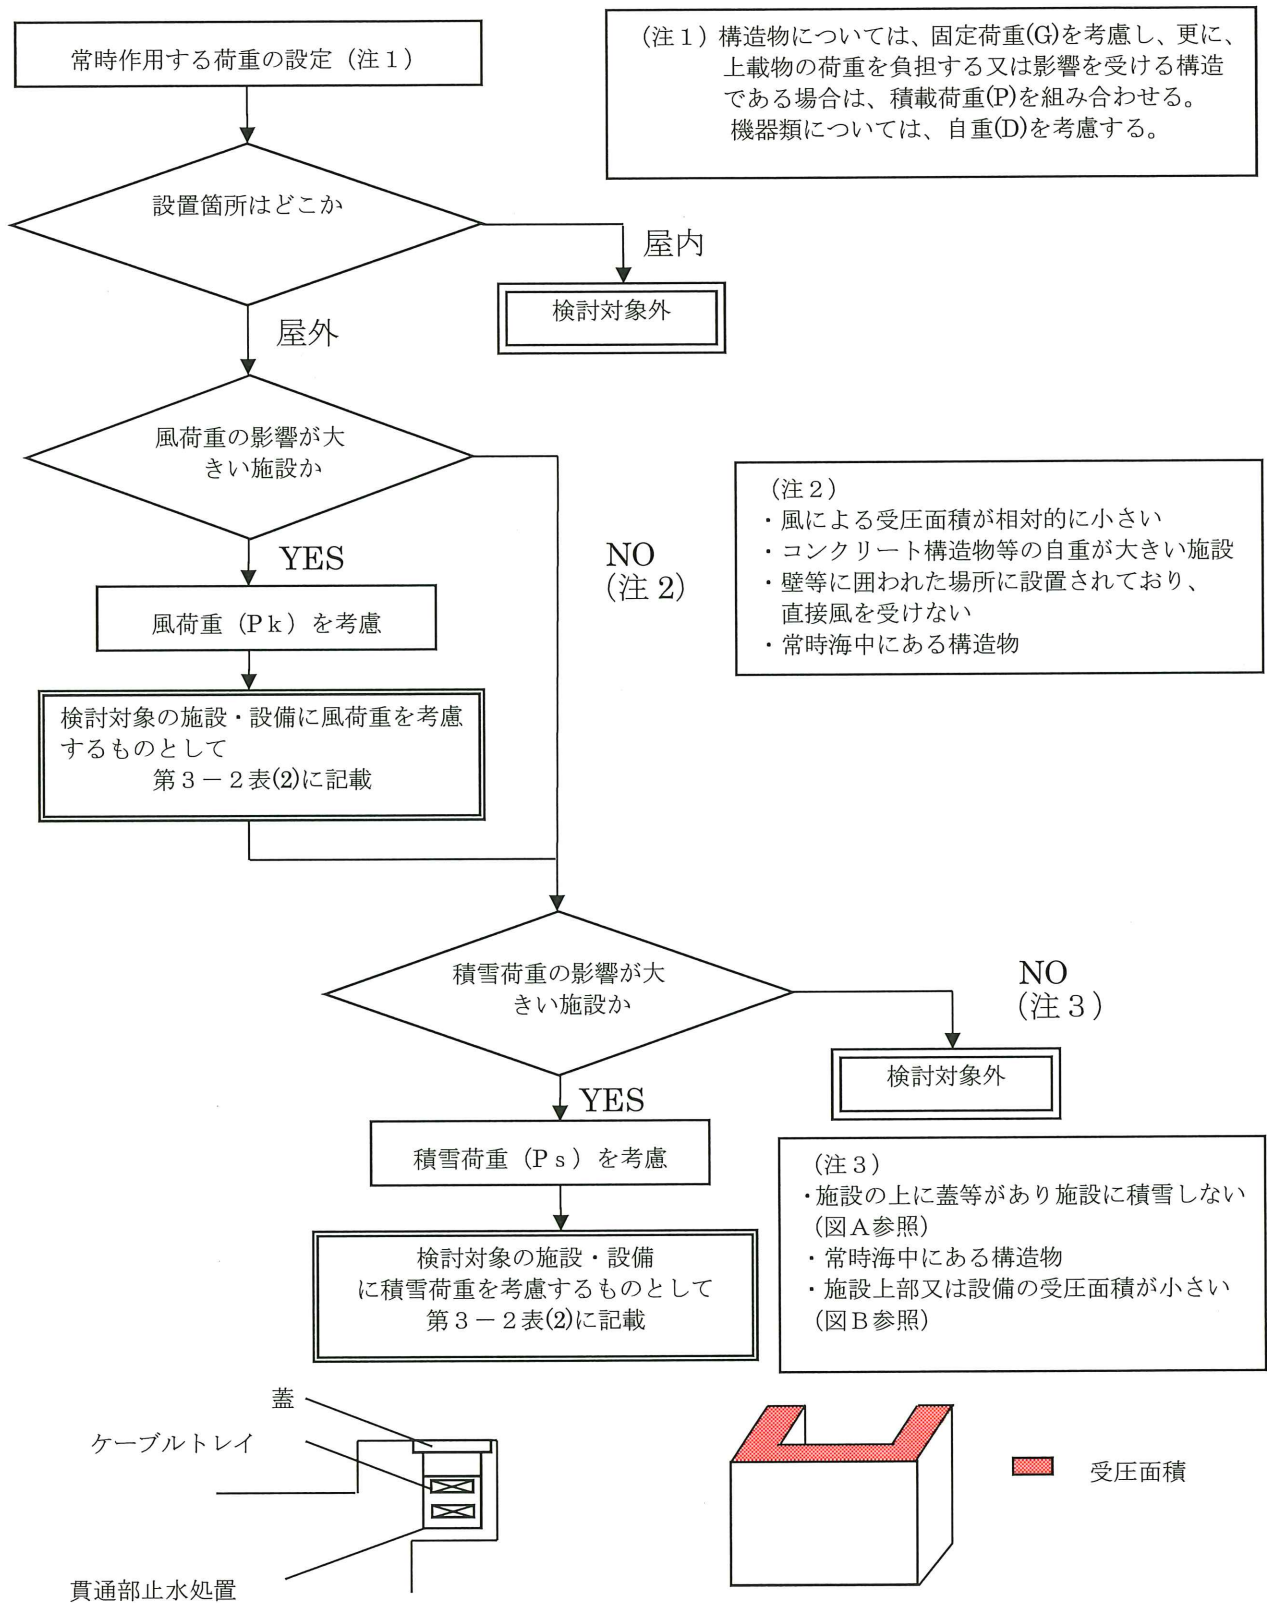 常時作用する荷重の設定（注１）
（注１）構造物については、固定荷重(G)を考慮し、更に、
上載物の荷重を負担する又は影響を受ける構造
である場合は、積載荷重(P)を組み合わせる。
機器類については、自重(D)を考慮する。
設置箇所はどこか
屋内
検討対象外
屋外
風荷重の影響が大
きい施設か
YES
NO
（注 2）
（注２）
・風による受圧面積が相対的に小さい
・コンクリート構造物等の自重が大きい施設
・壁等に囲われた場所に設置されており、
直接風を受けない
・常時海中にある構造物
風荷重（Ｐｋ）を考慮
検討対象の施設・設備に風荷重を考慮
するものとして
第３－２表(2)に記載
積雪荷重の影響が大
きい施設か
NO
（注３）
検討対象外
YES
積雪荷重（Ｐｓ）を考慮
検討対象の施設・設備
に積雪荷重を考慮するものとして
第３－２表(2)に記載
（注３）
・施設の上に蓋等があり施設に積雪しない
（図Ａ参照）
・常時海中にある構造物
・施設上部又は設備の受圧面積が小さい
（図Ｂ参照）
蓋
ケーブルトレイ
貫通部止水処置
受圧面積